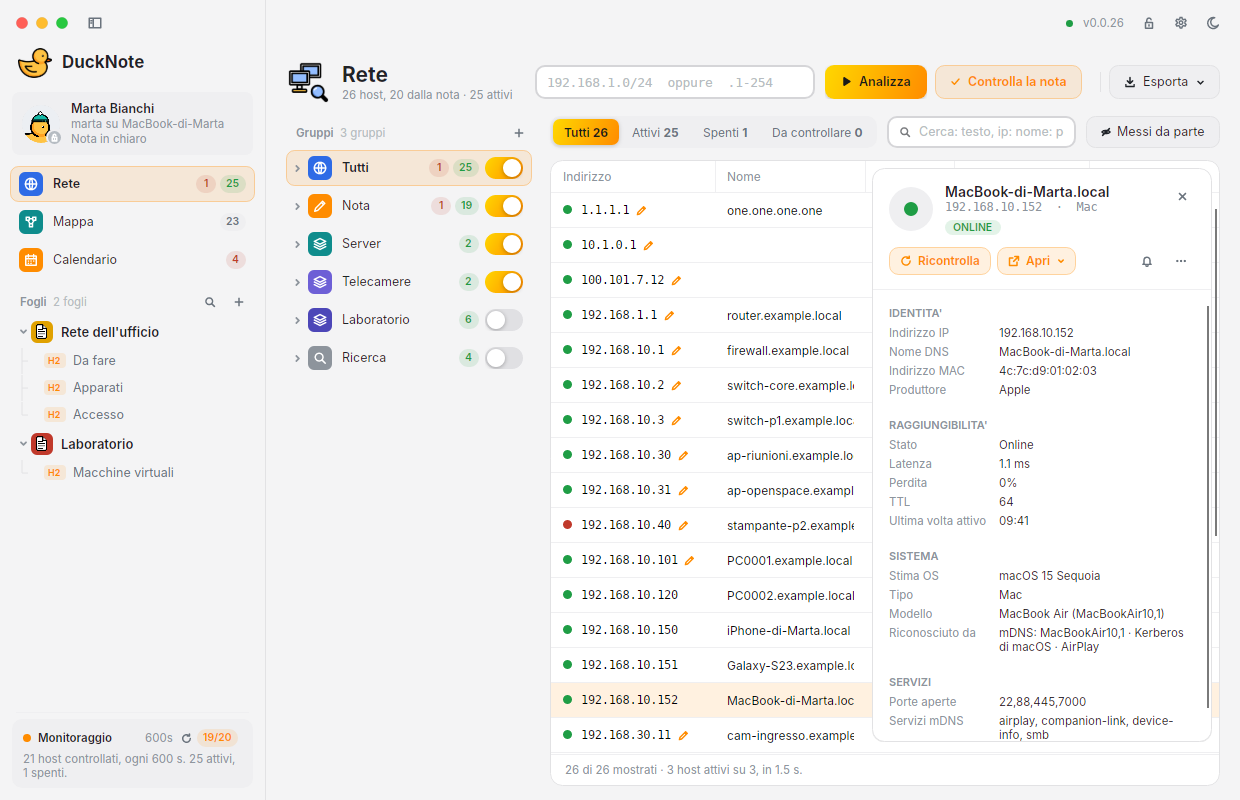 v0.0.26
DuckNote
Marta Bianchi
marta su MacBook-di-Marta
Nota in chiaro
Rete 1 25
Mappa 23
Calendario 4
Fogli 2 fogli
Rete dell'ufficio
H2 Da fare
H2 Apparati
H2 Accesso
Laboratorio
H2 Macchine virtuali
Monitoraggio 600s 19/20
21 host controllati, ogni 600 s. 25 attivi,
1 spenti.
Rete
26 host, 20 dalla nota · 25 attivi
192.168.1.0/24 oppure .1-254
Analizza
Controlla la nota
Esporta
Gruppi 3 gruppi
Tutti 1 25
Nota 1 19
Server 2
Telecamere 2
Laboratorio 6
Ricerca 4
Tutti 26 Attivi 25 Spenti 1 Da controllare 0
Cerca: testo, ip: nome: p
Messi da parte
Indirizzo Nome
1.1.1.1 one.one.one.one
10.1.0.1
100.101.7.12
192.168.1.1 router.example.local
192.168.10.1 firewall.example.local
192.168.10.2 switch-core.example.l
192.168.10.3 switch-p1.example.loc
192.168.10.30 ap-riunioni.example.lo
192.168.10.31 ap-openspace.exampl
192.168.10.40 stampante-p2.example
192.168.10.101 PC0001.example.local
192.168.10.120 PC0002.example.local
192.168.10.150 iPhone-di-Marta.local
192.168.10.151 Galaxy-S23.example.lo
192.168.10.152 MacBook-di-Marta.loc
192.168.30.11 cam-ingresso.example
26 di 26 mostrati · 3 host attivi su 3, in 1.5 s.
MacBook-di-Marta.local
192.168.10.152 · Mac
ONLINE
Ricontrolla
Apri
IDENTITA'
Indirizzo IP 192.168.10.152
Nome DNS MacBook-di-Marta.local
Indirizzo MAC 4c:7c:d9:01:02:03
Produttore Apple
RAGGIUNGIBILITA'
Stato Online
Latenza 1.1 ms
Perdita 0%
TTL 64
Ultima volta attivo 09:41
SISTEMA
Stima OS macOS 15 Sequoia
Tipo Mac
Modello MacBook Air (MacBookAir10,1)
Riconosciuto da mDNS: MacBookAir10,1 · Kerberos
di macOS · AirPlay
SERVIZI
Porte aperte 22,88,445,7000
Servizi mDNS airplay, companion-link, device-
info, smb